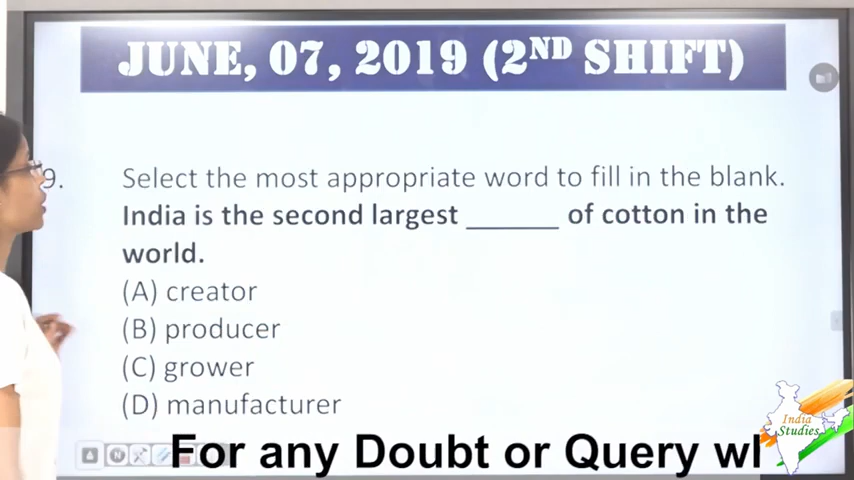 JUNE, 07, 2019 (2ND SHIFT)
9. Select the most appropriate word to fill in the blank.
India is the second largest ______ of cotton in the
world.
(A) creator
(B) producer
(C) grower
(D) manufacturer
India
Studies
For any Doubt or Query wl